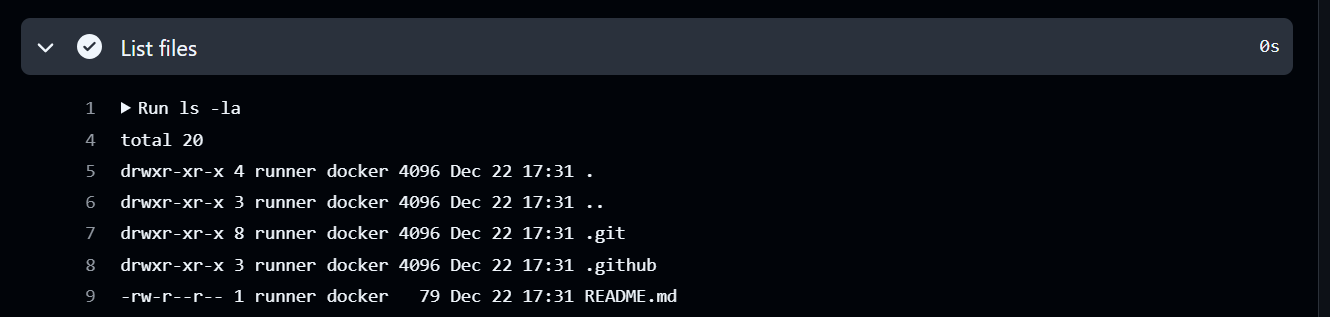 List files 0s
1 Run ls -la
4 total 20
5 drwxr-xr-x 4 runner docker 4096 Dec 22 17:31 .
6 drwxr-xr-x 3 runner docker 4096 Dec 22 17:31 ..
7 drwxr-xr-x 8 runner docker 4096 Dec 22 17:31 .git
8 drwxr-xr-x 3 runner docker 4096 Dec 22 17:31 .github
9 -rw-r--r-- 1 runner docker   79 Dec 22 17:31 README.md